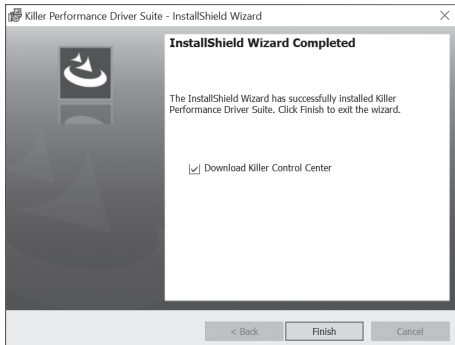 Killer Performance Driver Suite - InstallShield Wizard
InstallShield Wizard Completed
The InstallShield Wizard has successfully installed Killer
Performance Driver Suite. Click Finish to exit the wizard.
Download Killer Control Center
< Back Finish Cancel